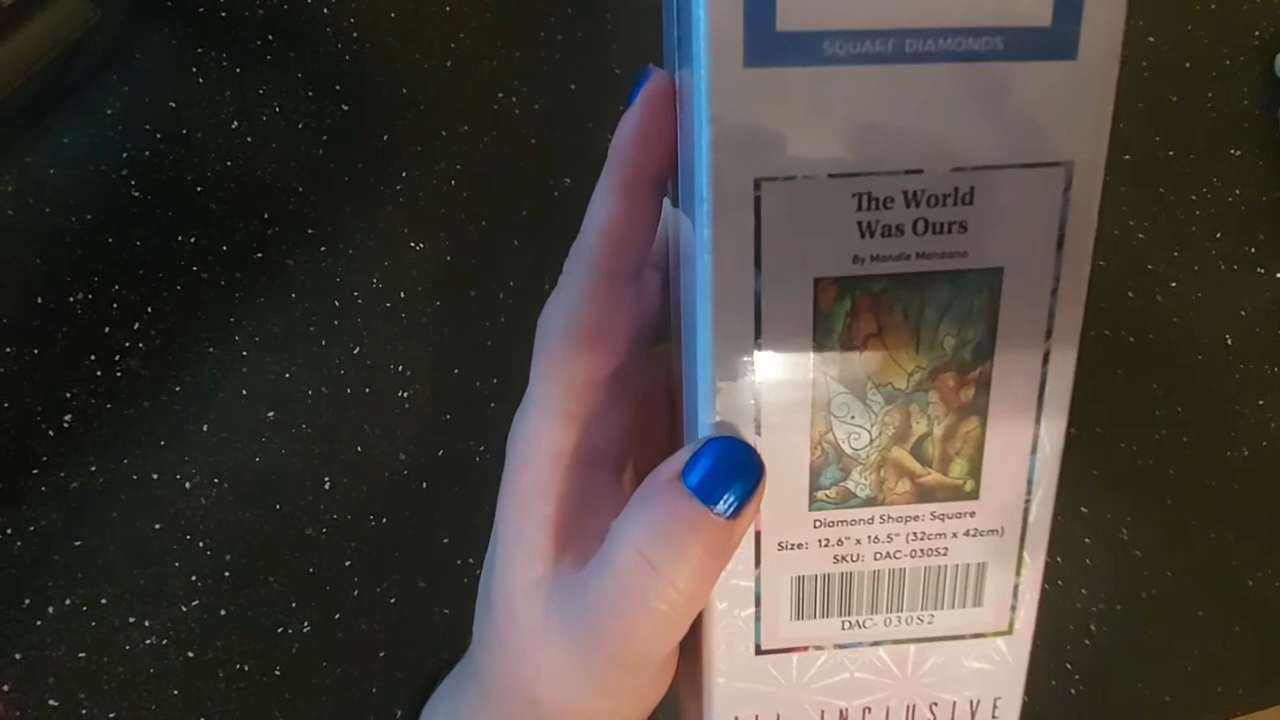 SQUARE DIAMONDS
The World
Was Ours
By Mandie Manzano
Diamond Shape: Square
Size: 12.6" x 16.5" (32cm x 42cm)
SKU: DAC-030S2
DAC-030S2
ALL INCLUSIVE